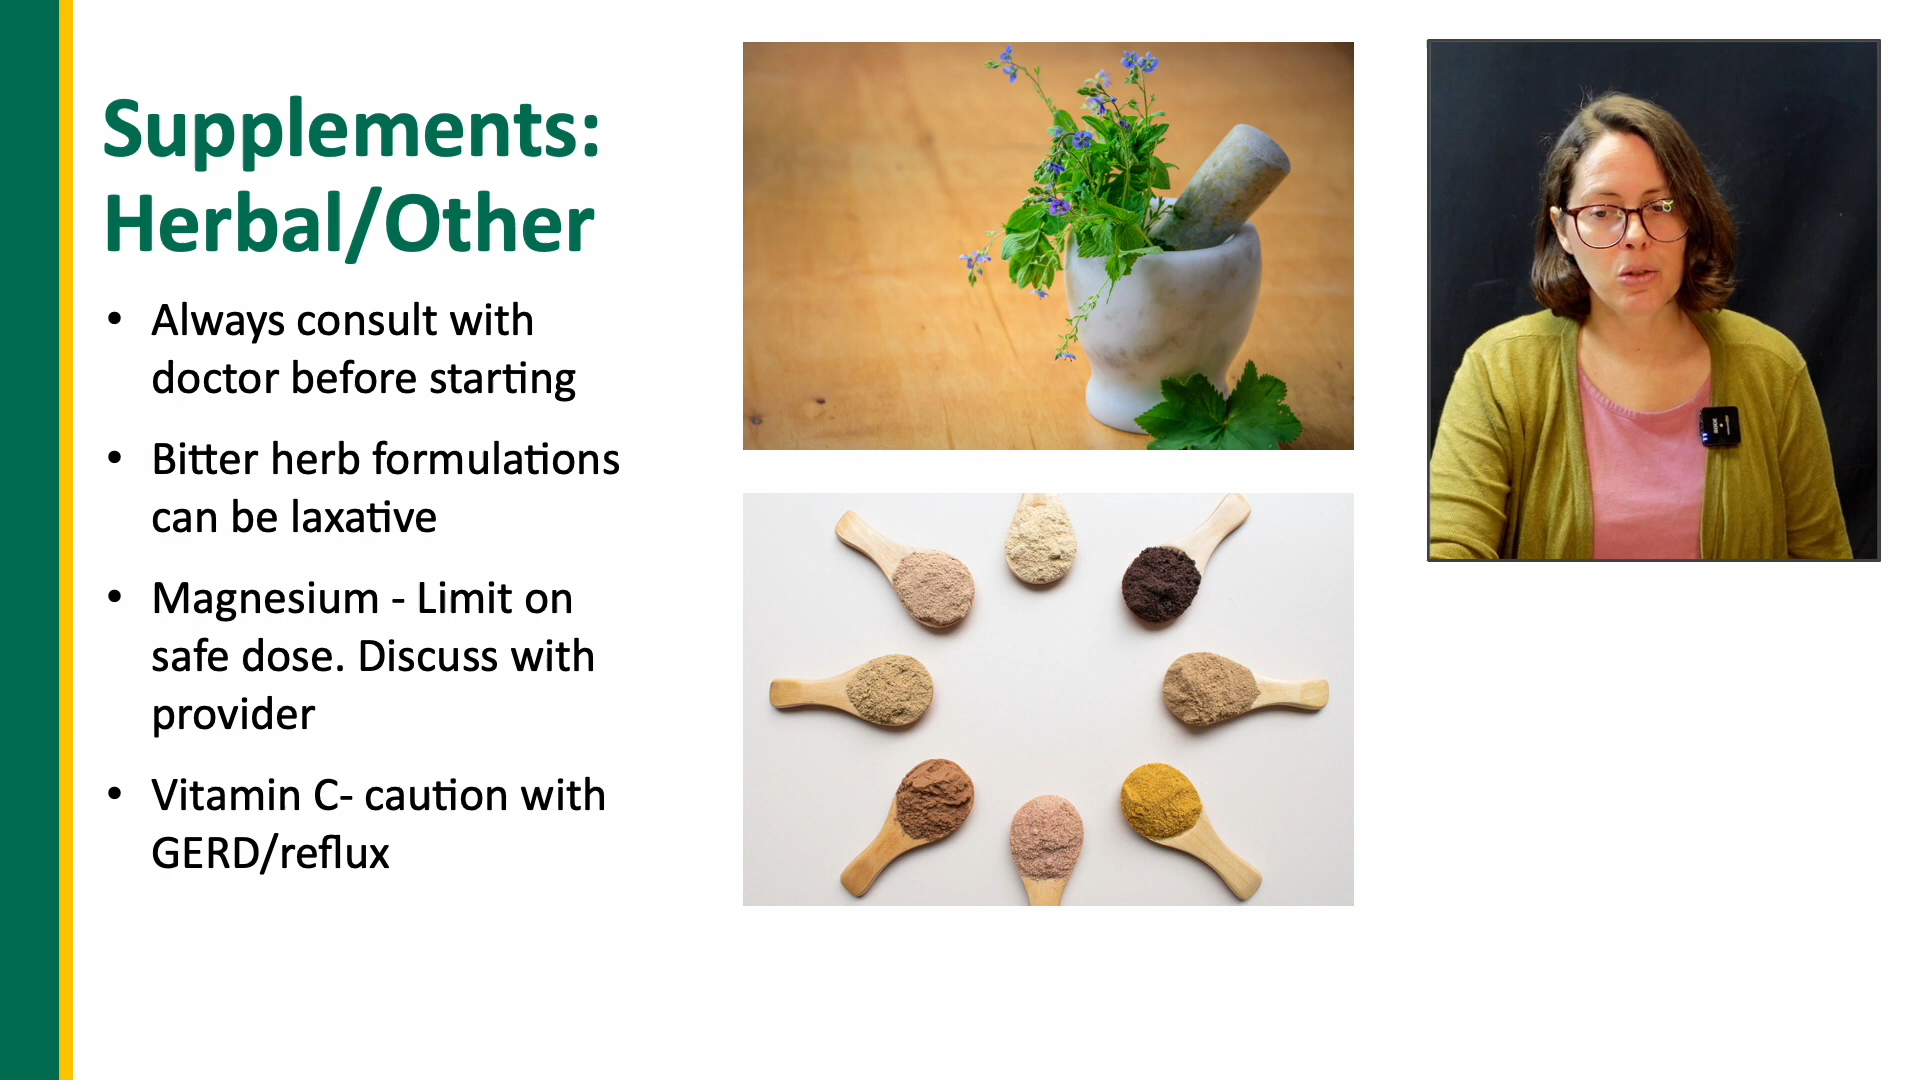 Supplements:
Herbal/Other
• Always consult with
doctor before starting
• Bitter herb formulations
can be laxative
• Magnesium - Limit on
safe dose. Discuss with
provider
• Vitamin C- caution with
GERD/reflux